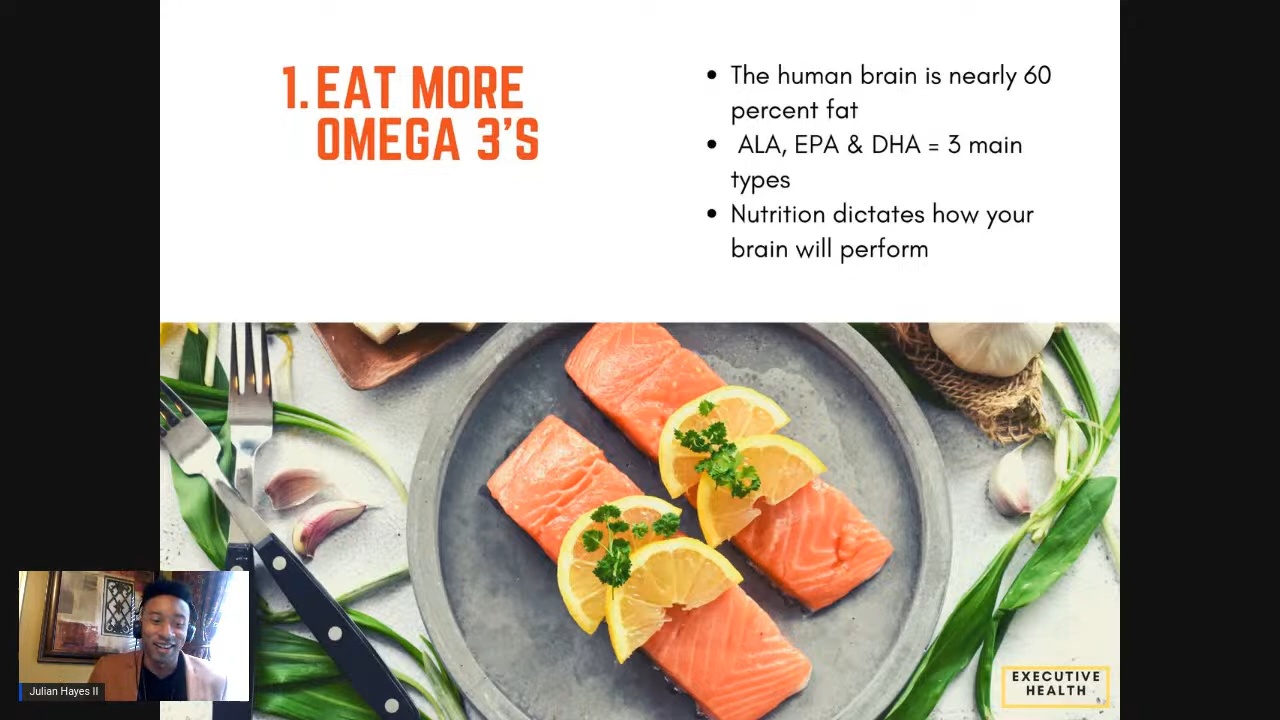 1. EAT MORE
OMEGA 3'S
• The human brain is nearly 60
percent fat
• ALA, EPA & DHA = 3 main
types
• Nutrition dictates how your
brain will perform
Julian Hayes II
EXECUTIVE
HEALTH